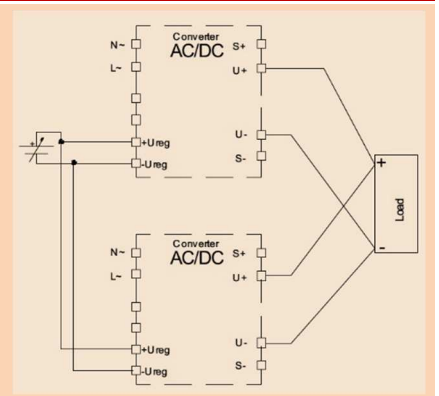 Converter
AC/DC
N~
S+
L~
U+
+
+Ureg
U-
-Ureg
S-
+
Load
-
Converter
AC/DC
N~
S+
L~
U+
+Ureg
U-
-Ureg
S-